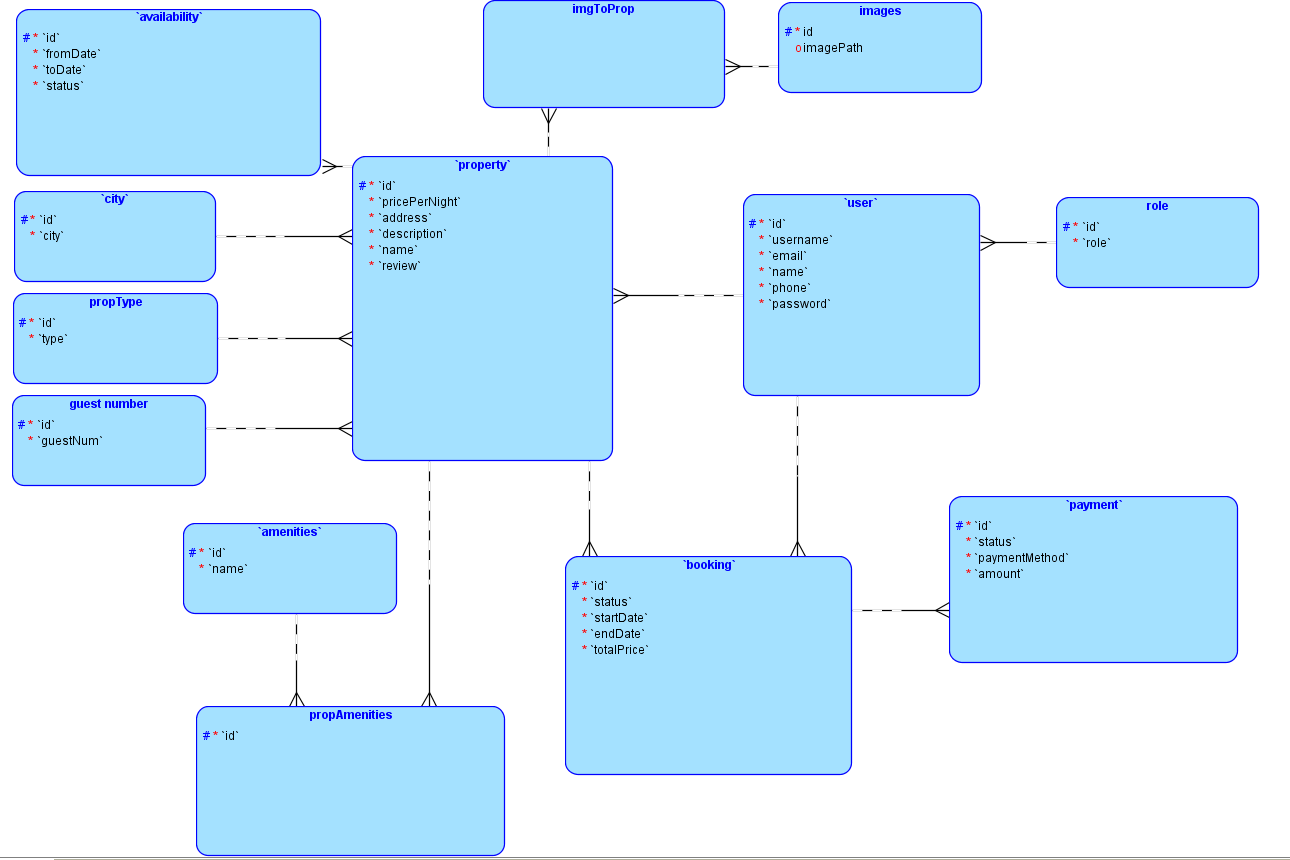 `availability`
#* `id`
* `fromDate`
* `toDate`
* `status`
imgToProp
images
#* id
o imagePath
`city`
#* `id`
* `city`
propType
#* `id`
* `type`
guest number
#* `id`
* `guestNum`
`property`
#* `id`
* `pricePerNight`
* `address`
* `description`
* `name`
* `review`
`user`
#* `id`
* `username`
* `email`
* `name`
* `phone`
* `password`
role
#* `id`
* `role`
`amenities`
#* `id`
* `name`
propAmenities
#* `id`
`booking`
#* `id`
* `status`
* `startDate`
* `endDate`
* `totalPrice`
`payment`
#* `id`
* `status`
* `paymentMethod`
* `amount`